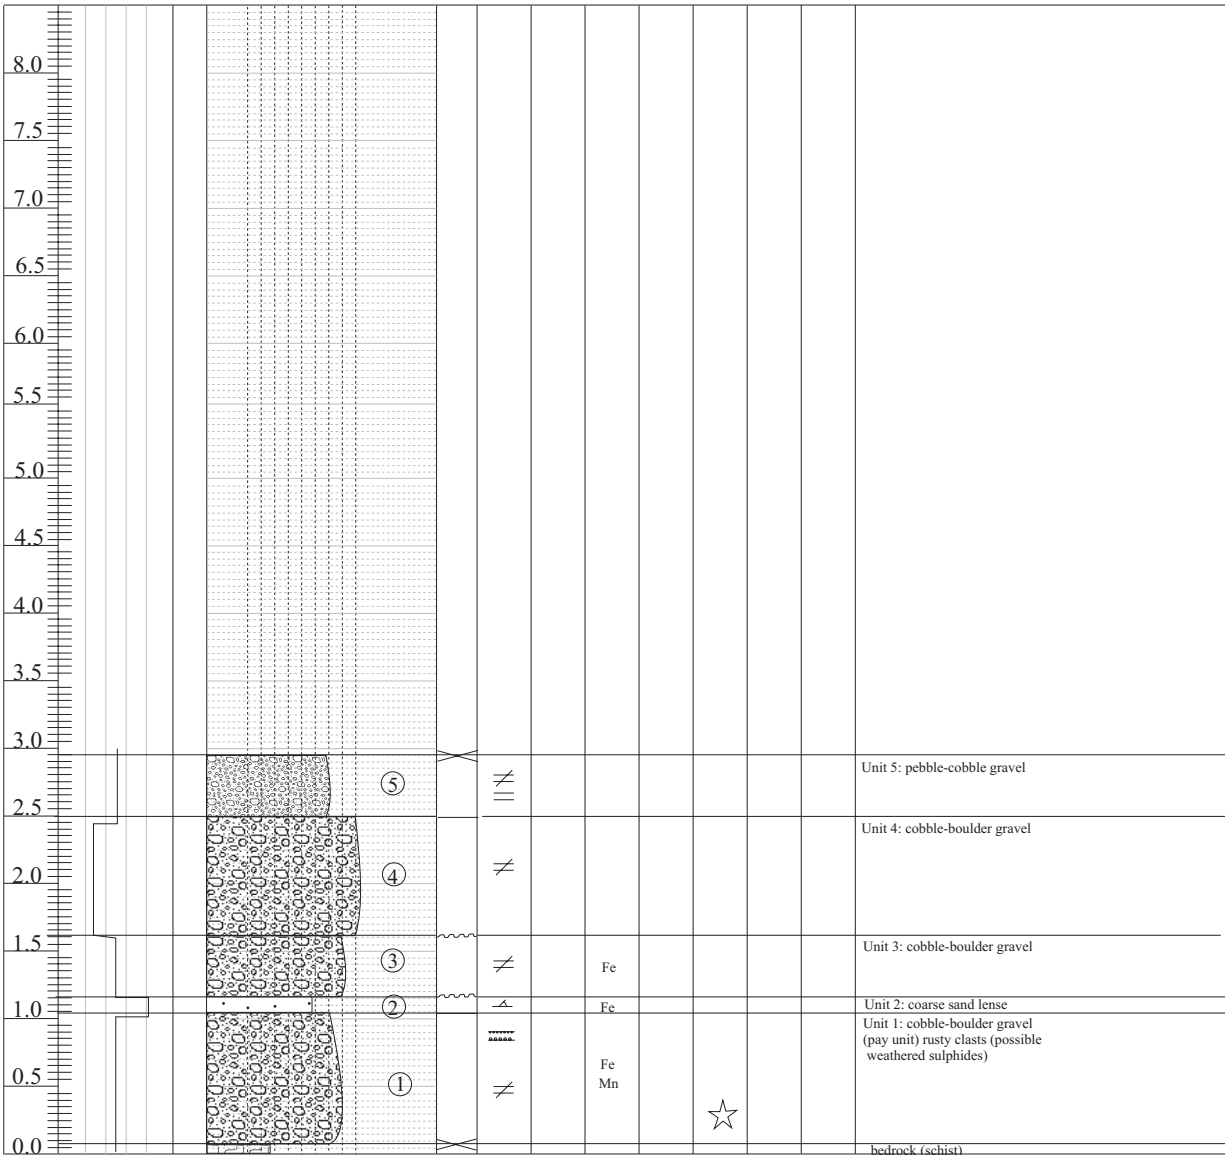 8.0
7.5
7.0
6.5
6.0
5.5
5.0
4.5
4.0
3.5
3.0
5
Unit 5: pebble-cobble gravel
2.5
Unit 4: cobble-boulder gravel
4
2.0
1.5
Unit 3: cobble-boulder gravel
3
Fe
1.0
2
Fe
Unit 2: coarse sand lense
Unit 1: cobble-boulder gravel
(pay unit) rusty clasts (possible
weathered sulphides)
Fe
0.5
1
Mn
0.0
bedrock (schist)